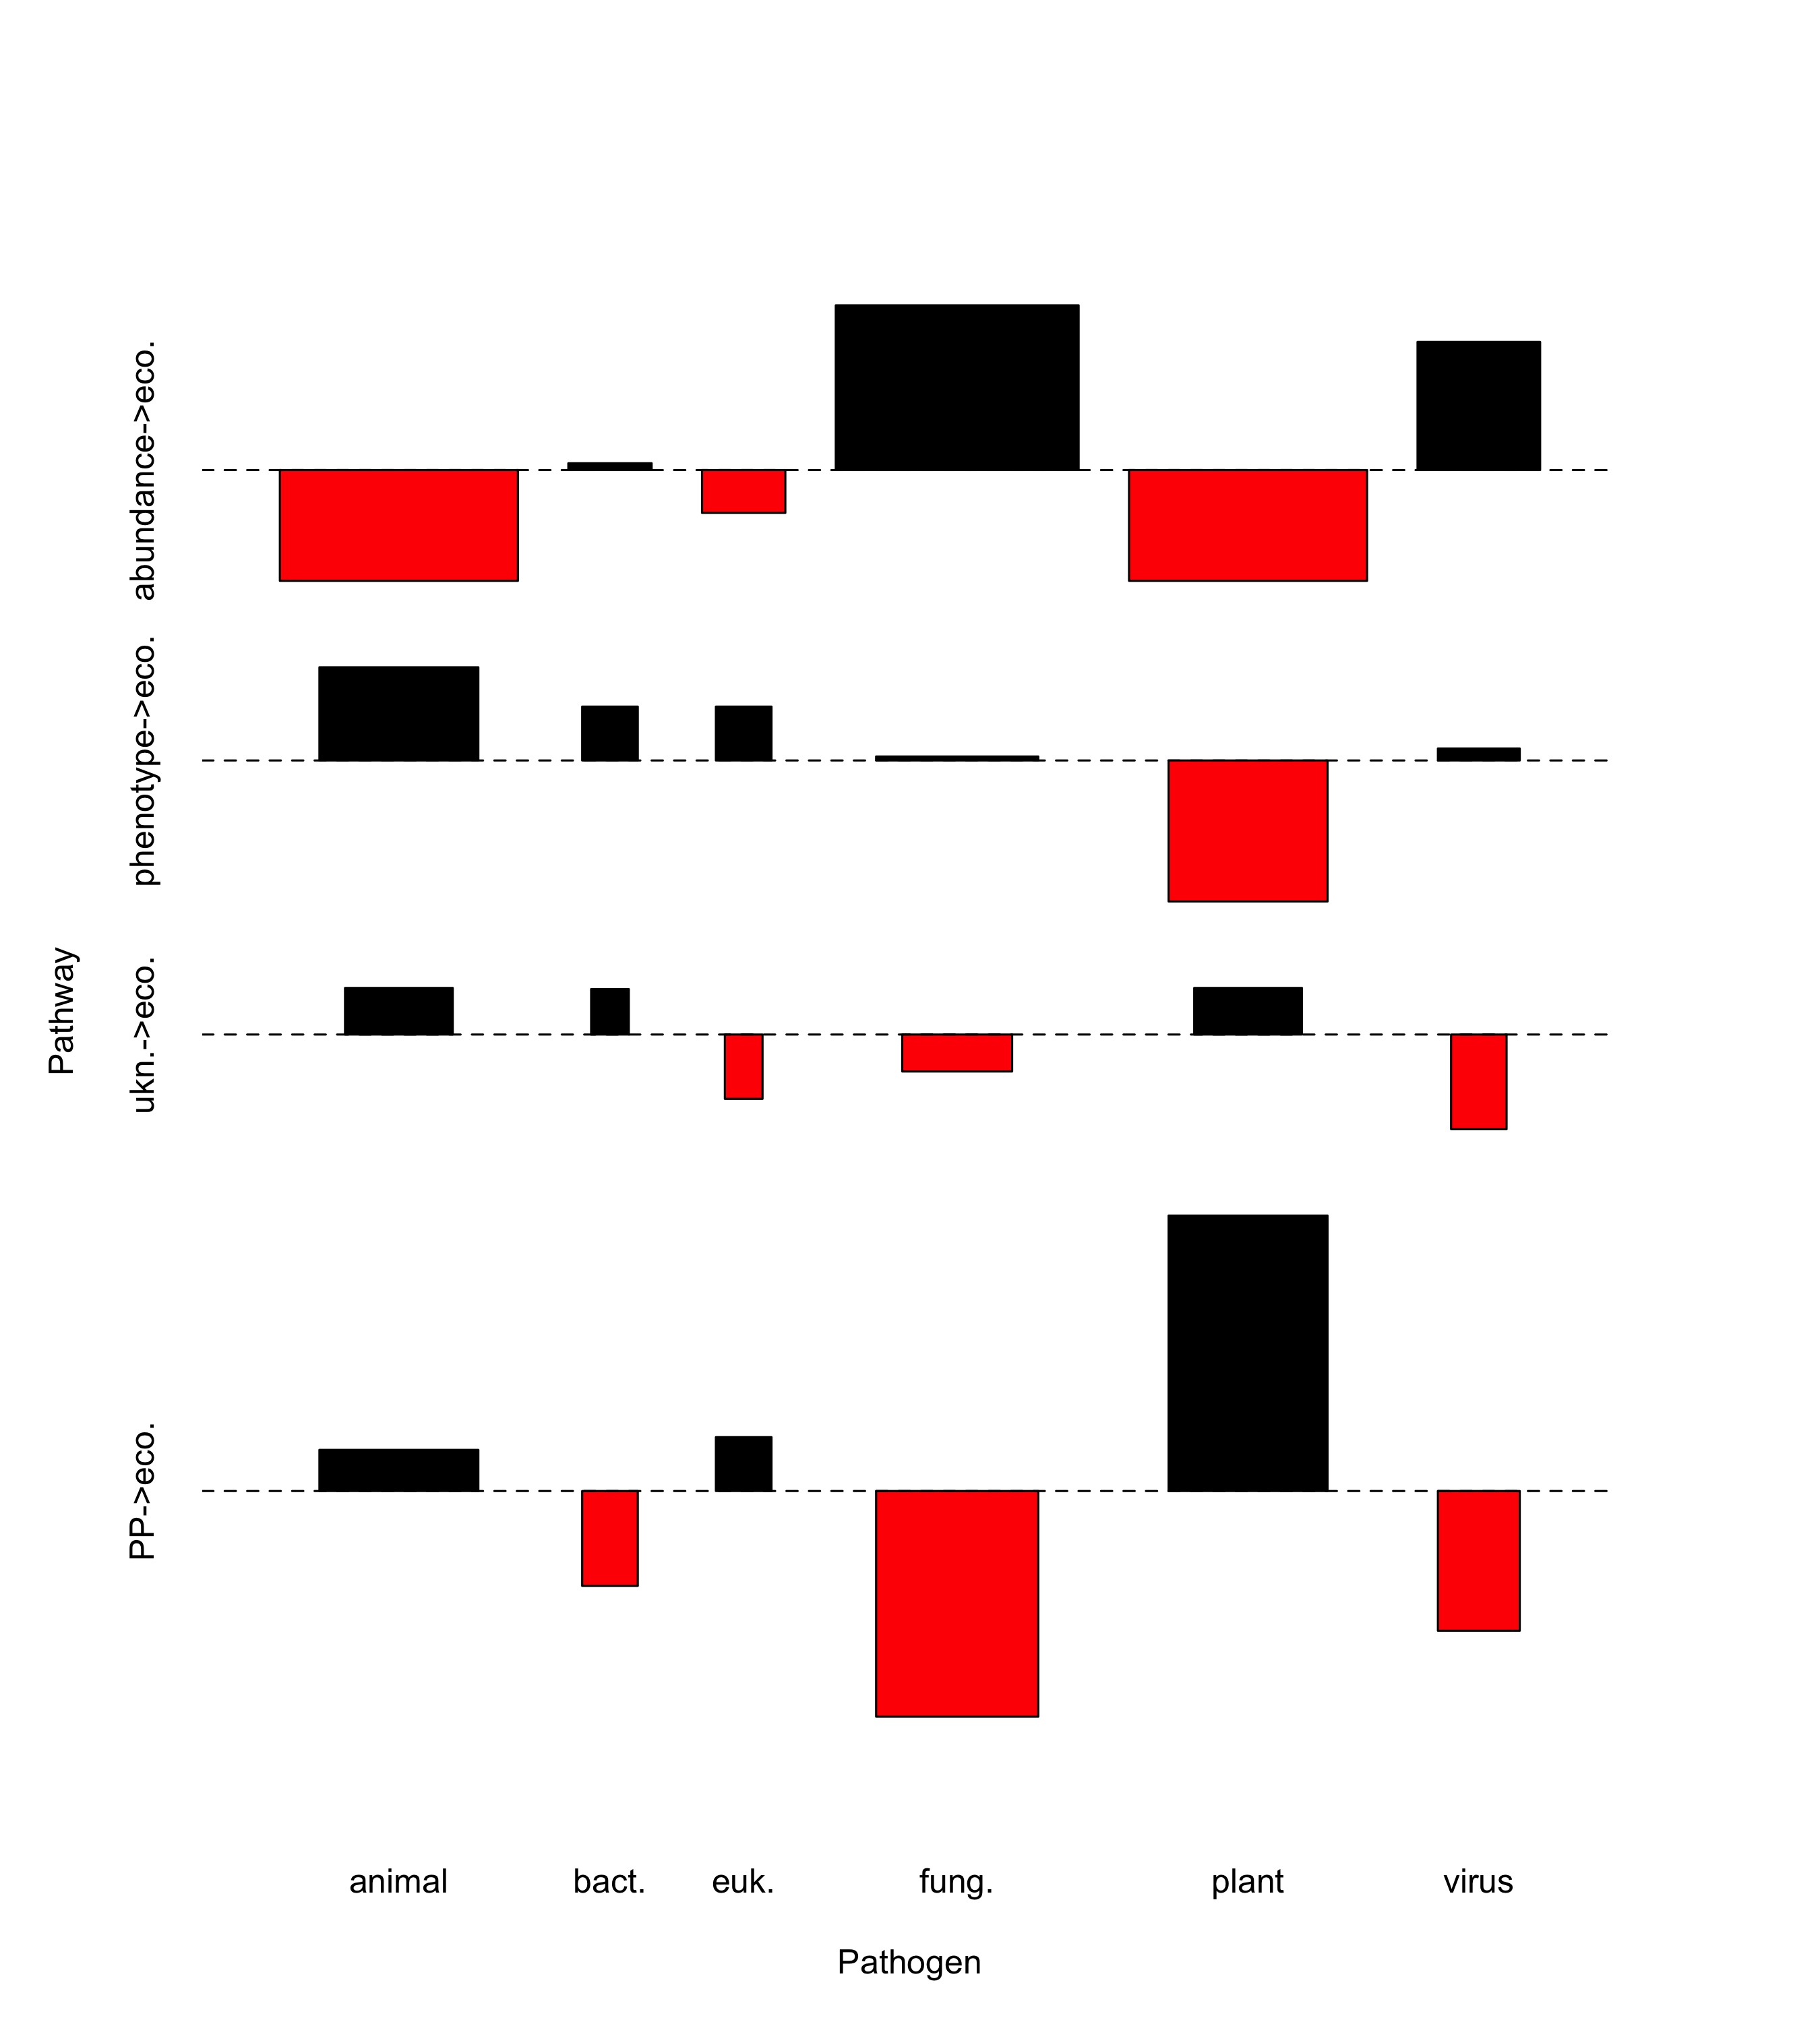 Pathway
abundance->eco.
phenotype->eco.
ukn.->eco.
PP->eco.
animal bact. euk. fung. plant virus
Pathogen